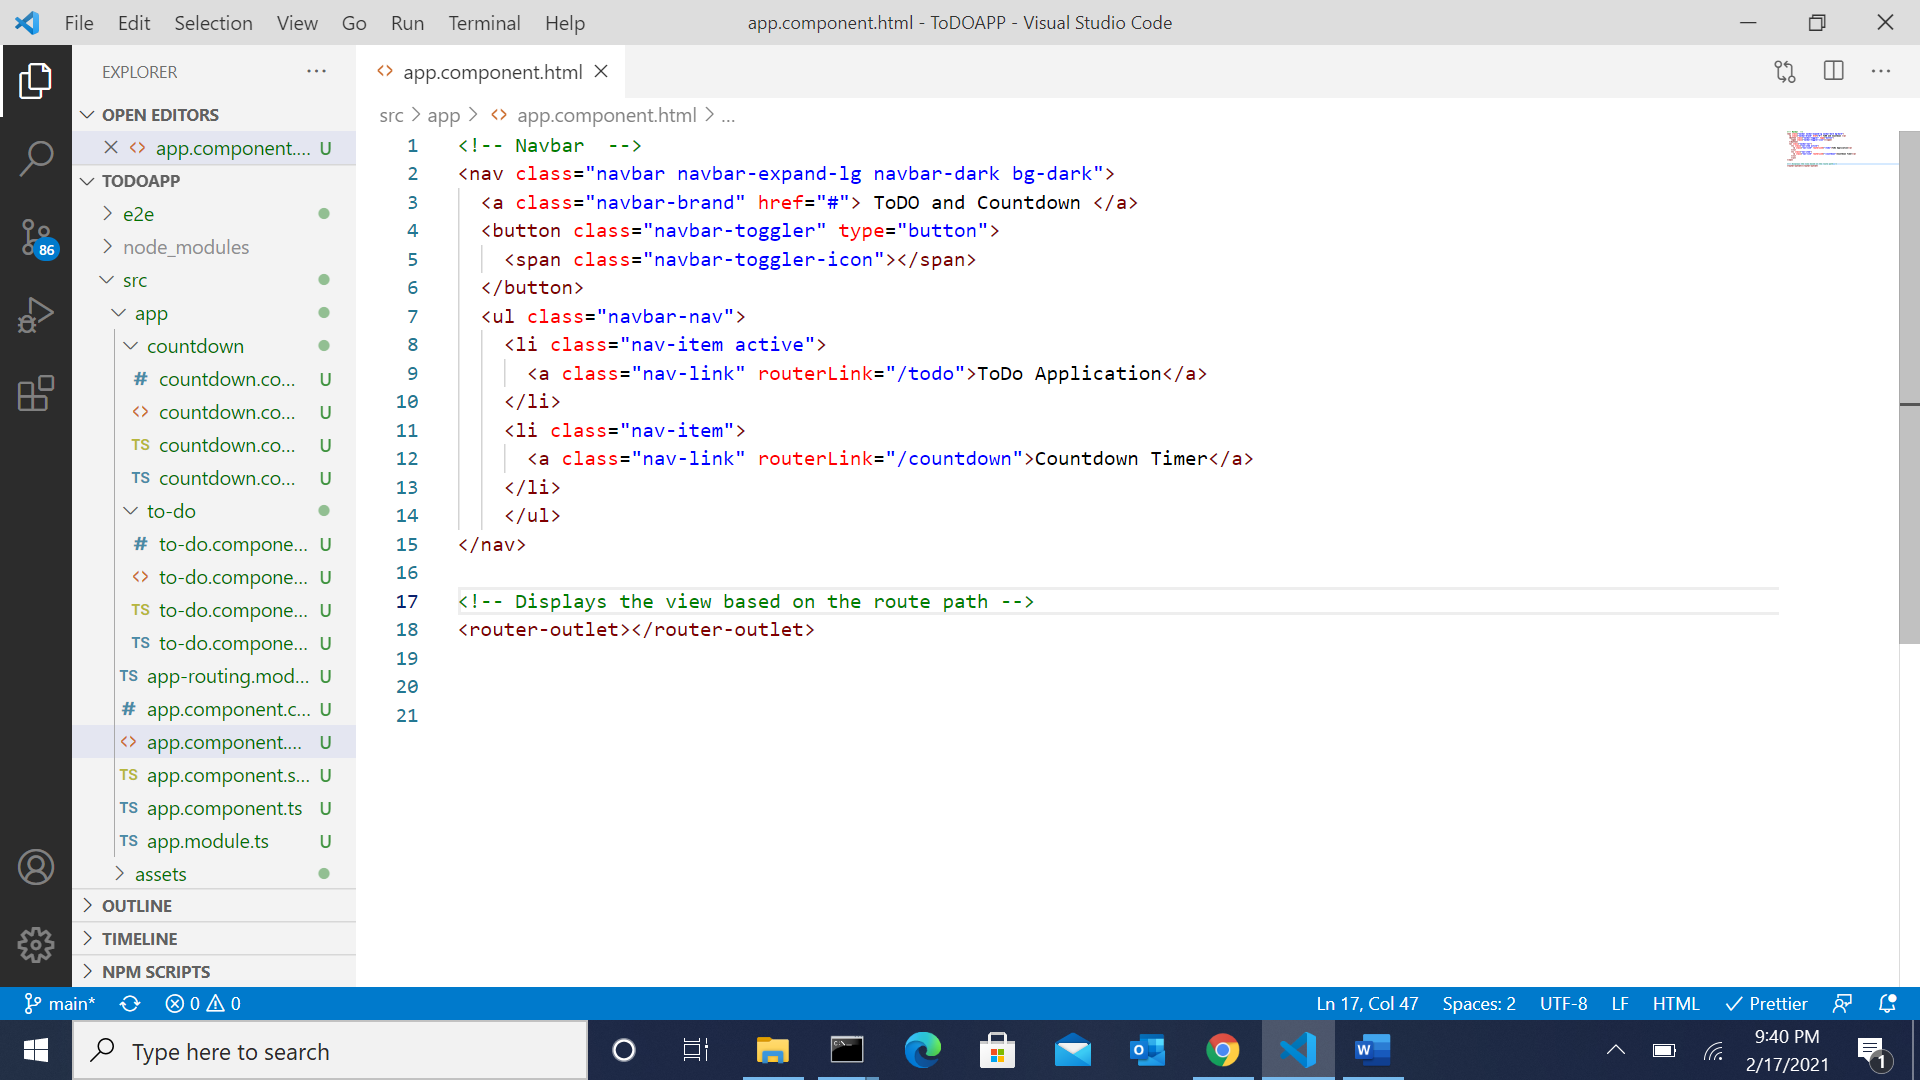 File Edit Selection View Go Run Terminal Help
app.component.html - ToDOAPP - Visual Studio Code
EXPLORER
OPEN EDITORS
app.component.... U
TODOAPP
e2e
node_modules
src
app
countdown
# countdown.co... U
<> countdown.co... U
TS countdown.co... U
TS countdown.co... U
to-do
# to-do.compone... U
<> to-do.compone... U
TS to-do.compone... U
TS to-do.compone... U
TS app-routing.mod... U
# app.component.c... U
<> app.component.... U
TS app.component.s... U
TS app.component.ts U
TS app.module.ts U
assets
OUTLINE
TIMELINE
NPM SCRIPTS
86
<> app.component.html
src > app > <> app.component.html > ...
1 <!-- Navbar  -->
2 <nav class="navbar navbar-expand-lg navbar-dark bg-dark">
3   <a class="navbar-brand" href="#"> ToDO and Countdown </a>
4   <button class="navbar-toggler" type="button">
5     <span class="navbar-toggler-icon"></span>
6   </button>
7   <ul class="navbar-nav">
8     <li class="nav-item active">
9       <a class="nav-link" routerLink="/todo">ToDo Application</a>
10     </li>
11     <li class="nav-item">
12       <a class="nav-link" routerLink="/countdown">Countdown Timer</a>
13     </li>
14     </ul>
15 </nav>
16
17 <!-- Displays the view based on the route path -->
18 <router-outlet></router-outlet>
19
20
21
main* 0 0
Ln 17, Col 47 Spaces: 2 UTF-8 LF HTML Prettier
Type here to search
9:40 PM
2/17/2021
1